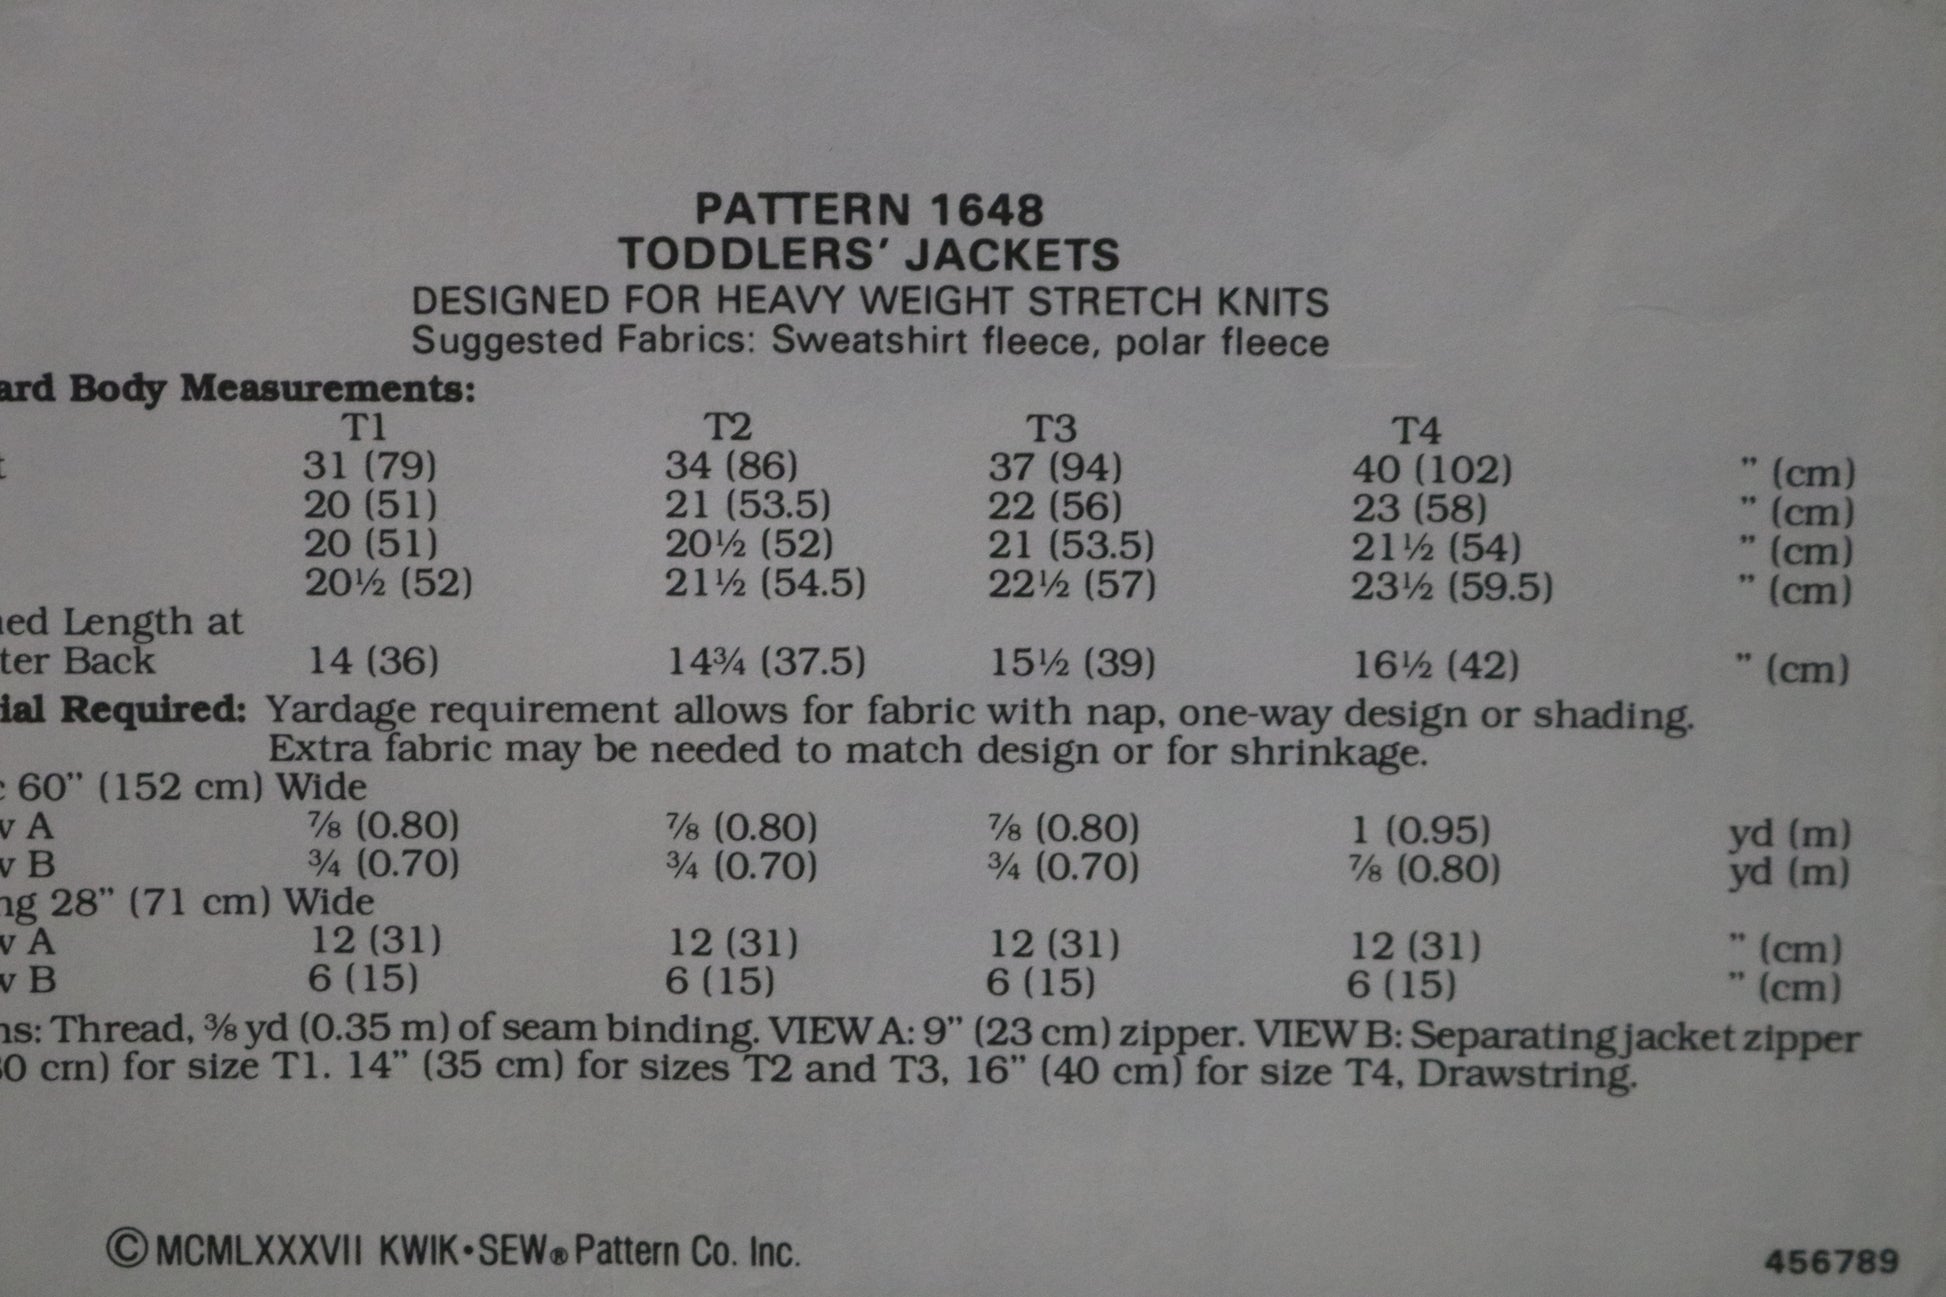 PATTERN 1648
TODDLERS' JACKETS
DESIGNED FOR HEAVY WEIGHT STRETCH KNITS
Suggested Fabrics: Sweatshirt fleece, polar fleece
ard Body Measurements:
T1 T2 T3 T4
t 31 (79) 34 (86) 37 (94) 40 (102) " (cm)
20 (51) 21 (53.5) 22 (56) 23 (58) " (cm)
20 (51) 20½ (52) 21 (53.5) 21½ (54) " (cm)
20½ (52) 21½ (54.5) 22½ (57) 23½ (59.5) " (cm)
ed Length at
ter Back 14 (36) 14¾ (37.5) 15½ (39) 16½ (42) " (cm)
ial Required: Yardage requirement allows for fabric with nap, one-way design or shading.
Extra fabric may be needed to match design or for shrinkage.
c 60" (152 cm) Wide
w A ⅞ (0.80) ⅞ (0.80) ⅞ (0.80) 1 (0.95) yd (m)
w B ¾ (0.70) ¾ (0.70) ¾ (0.70) ⅞ (0.80) yd (m)
ng 28" (71 cm) Wide
w A 12 (31) 12 (31) 12 (31) 12 (31) " (cm)
w B 6 (15) 6 (15) 6 (15) 6 (15) " (cm)
ns: Thread, ⅜ yd (0.35 m) of seam binding. VIEW A: 9" (23 cm) zipper. VIEW B: Separating jacket zipper
0 cm) for size T1. 14" (35 cm) for sizes T2 and T3, 16" (40 cm) for size T4, Drawstring.
©MCMLXXXVII KWIK•SEW® Pattern Co. Inc.
456789